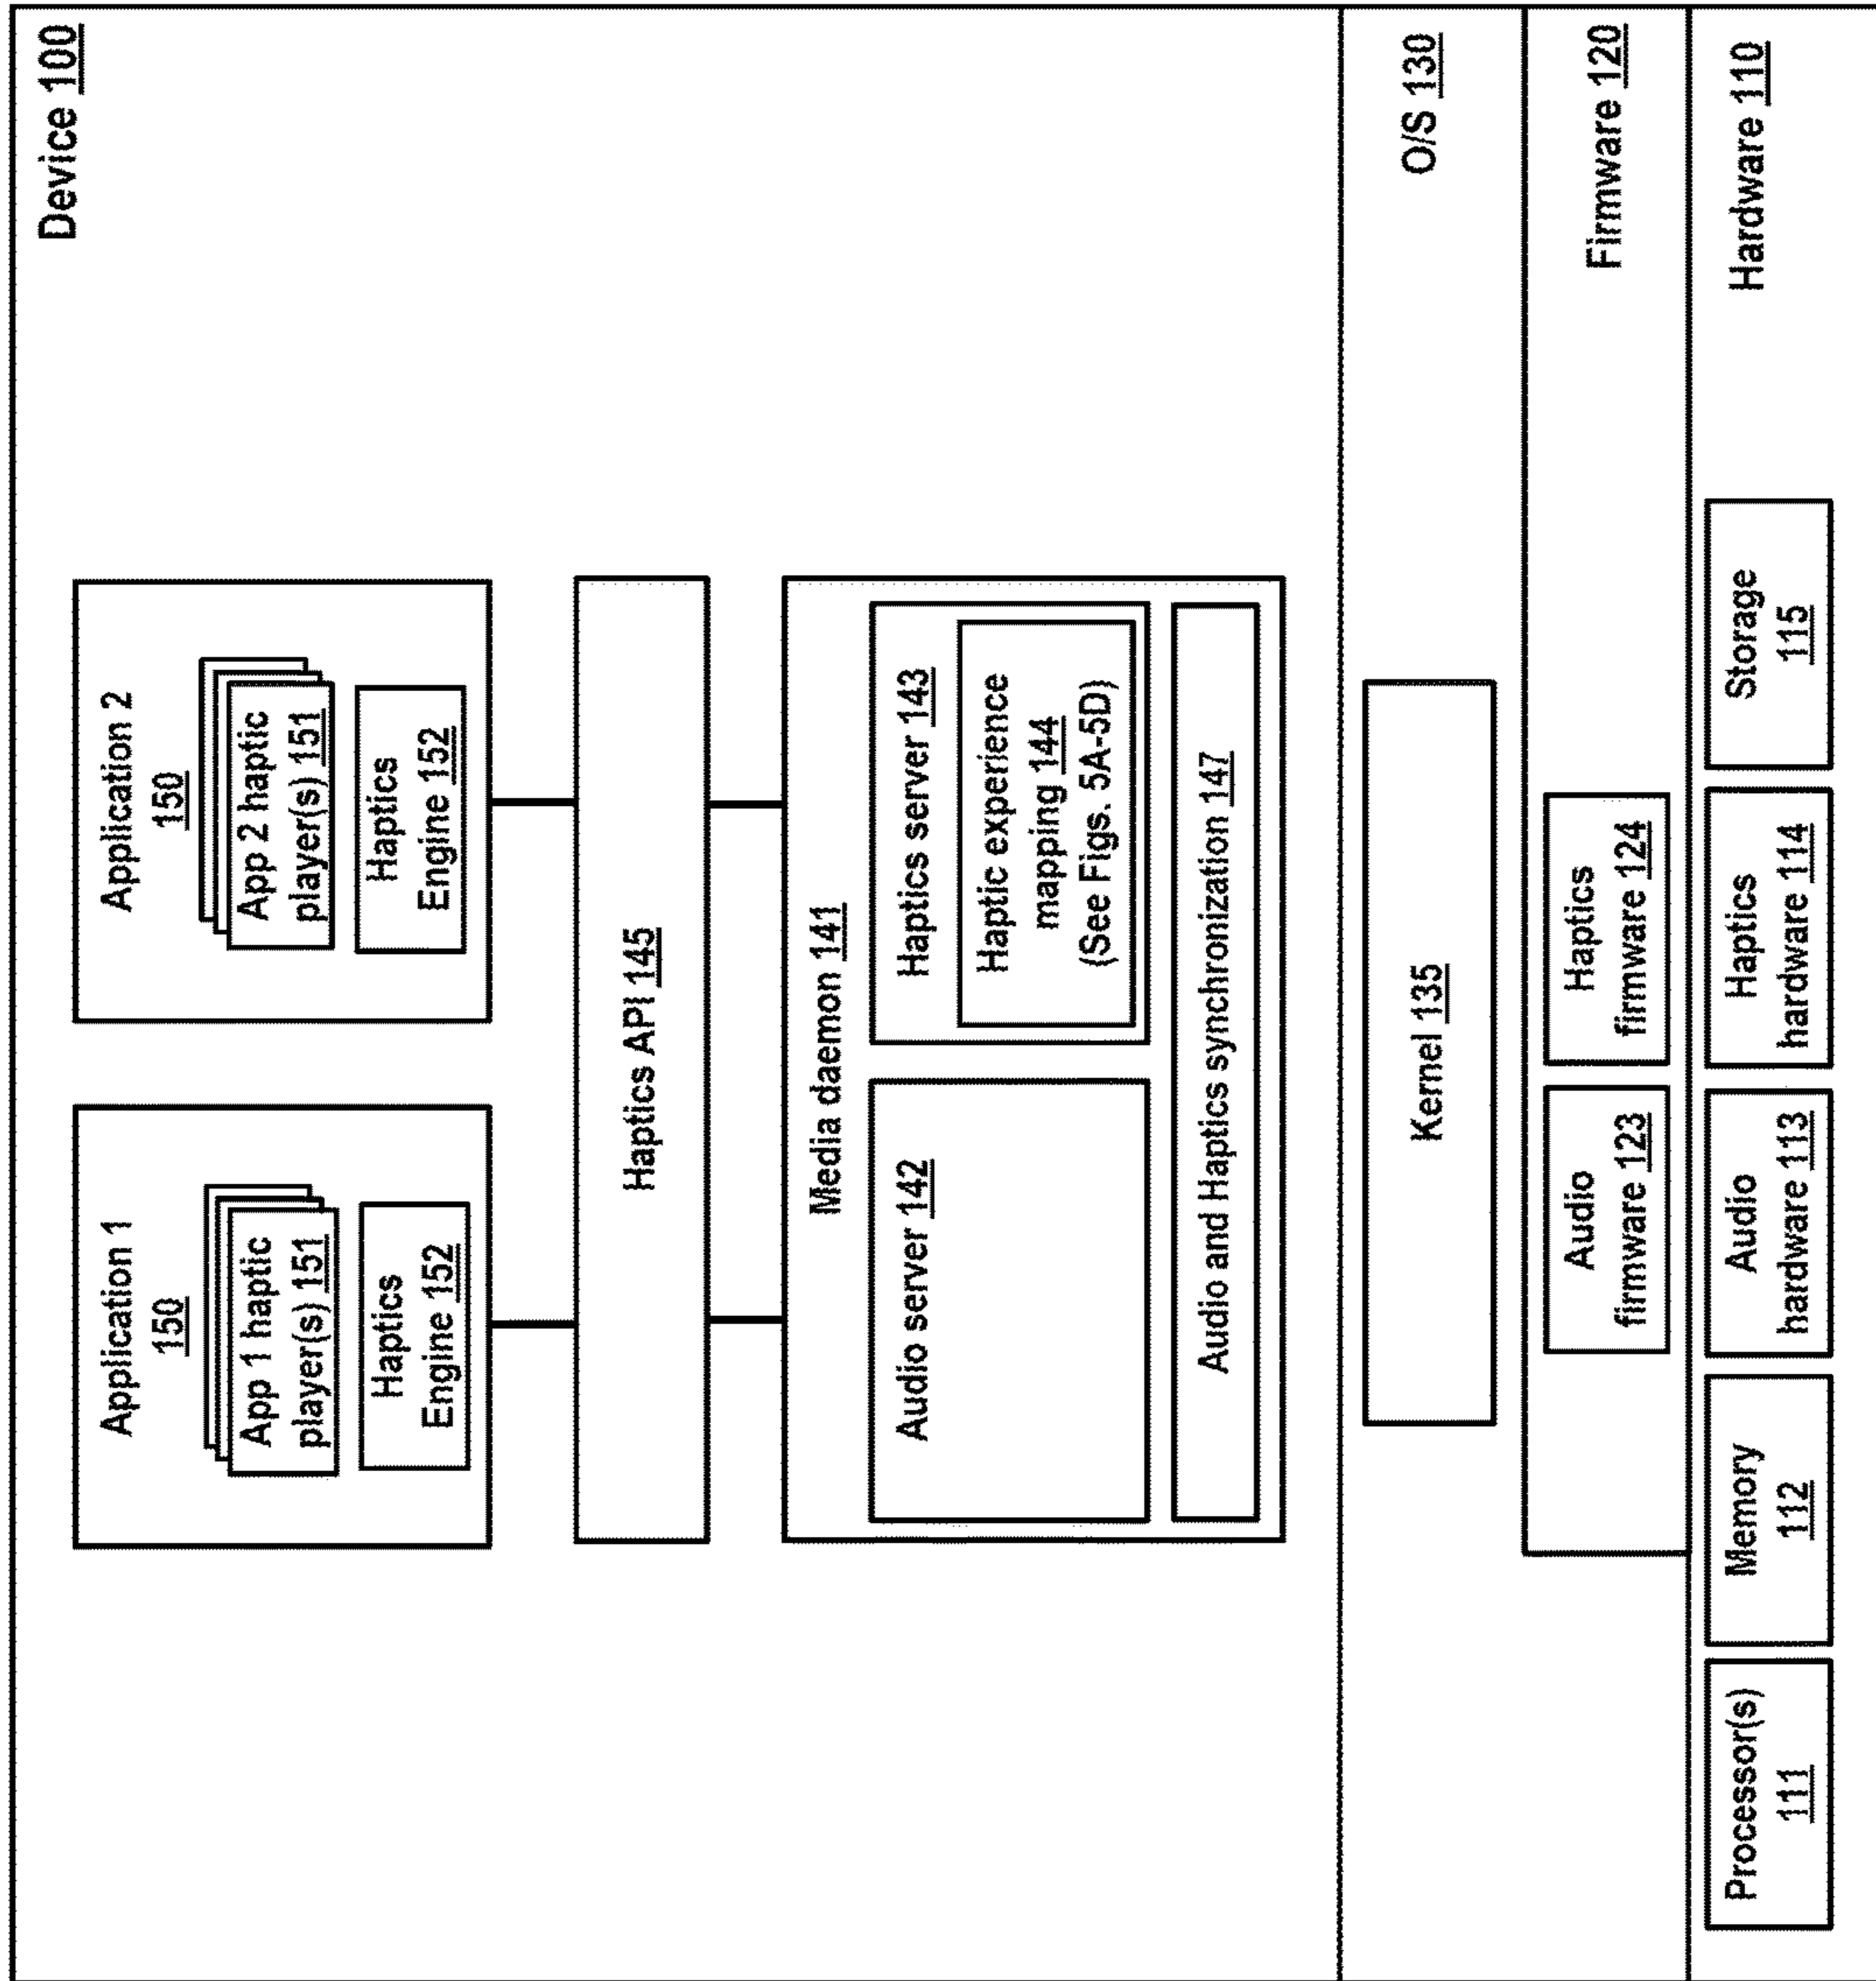 Device 100
Application 1
150
App 1 haptic
player(s) 151
Haptics
Engine 152
Application 2
150
App 2 haptic
player(s) 151
Haptics
Engine 152
Haptics API 145
Media daemon 141
Audio server 142
Haptics server 143
Haptic experience
mapping 144
(See Figs. 5A-5D)
Audio and Haptics synchronization 147
O/S 130
Kernel 135
Firmware 120
Audio
firmware 123
Haptics
firmware 124
Hardware 110
Processor(s)
111
Memory
112
Audio
hardware 113
Haptics
hardware 114
Storage
115